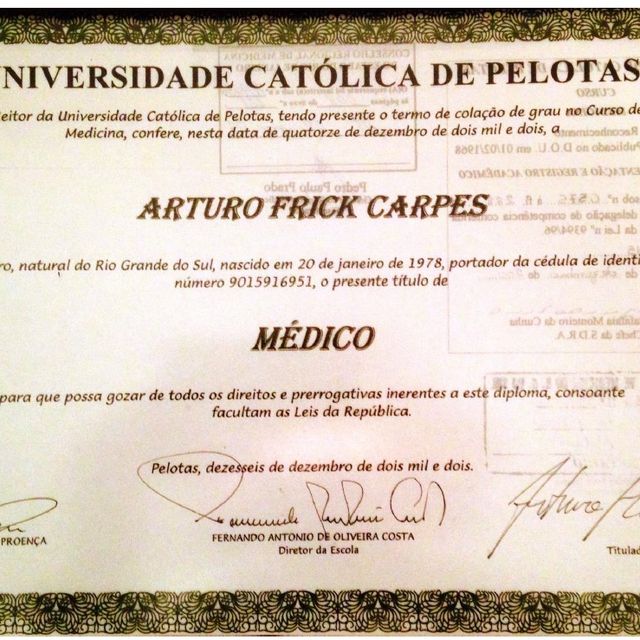 UNIVERSIDADE CATÓLICA DE PELOTAS
eitor da Universidade Católica de Pelotas, tendo presente o termo de colação de grau no Curso de
Medicina, confere, nesta data de quatorze de dezembro de dois mil e dois, a
ARTURO FRICK CARPES
ro, natural do Rio Grande do Sul, nascido em 20 de janeiro de 1978, portador da cédula de identi
número 9015916951, o presente título de
MÉDICO
para que possa gozar de todos os direitos e prerrogativas inerentes a este diploma, consoante
facultam as Leis da República.
Pelotas, dezesseis de dezembro de dois mil e dois.
PROENÇA
FERNANDO ANTONIO DE OLIVEIRA COSTA
Diretor da Escola
Titulad